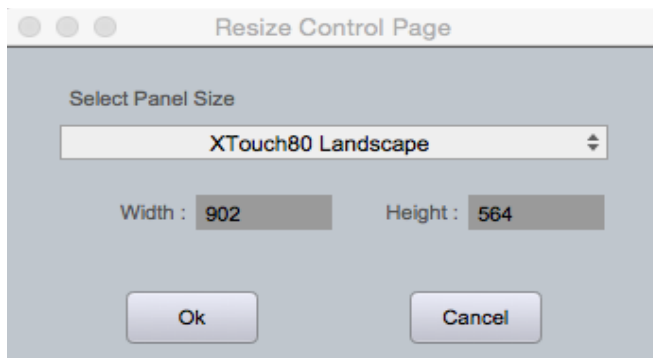 Resize Control Page
Select Panel Size
XTouch80 Landscape
Width : 902 Height : 564
Ok Cancel